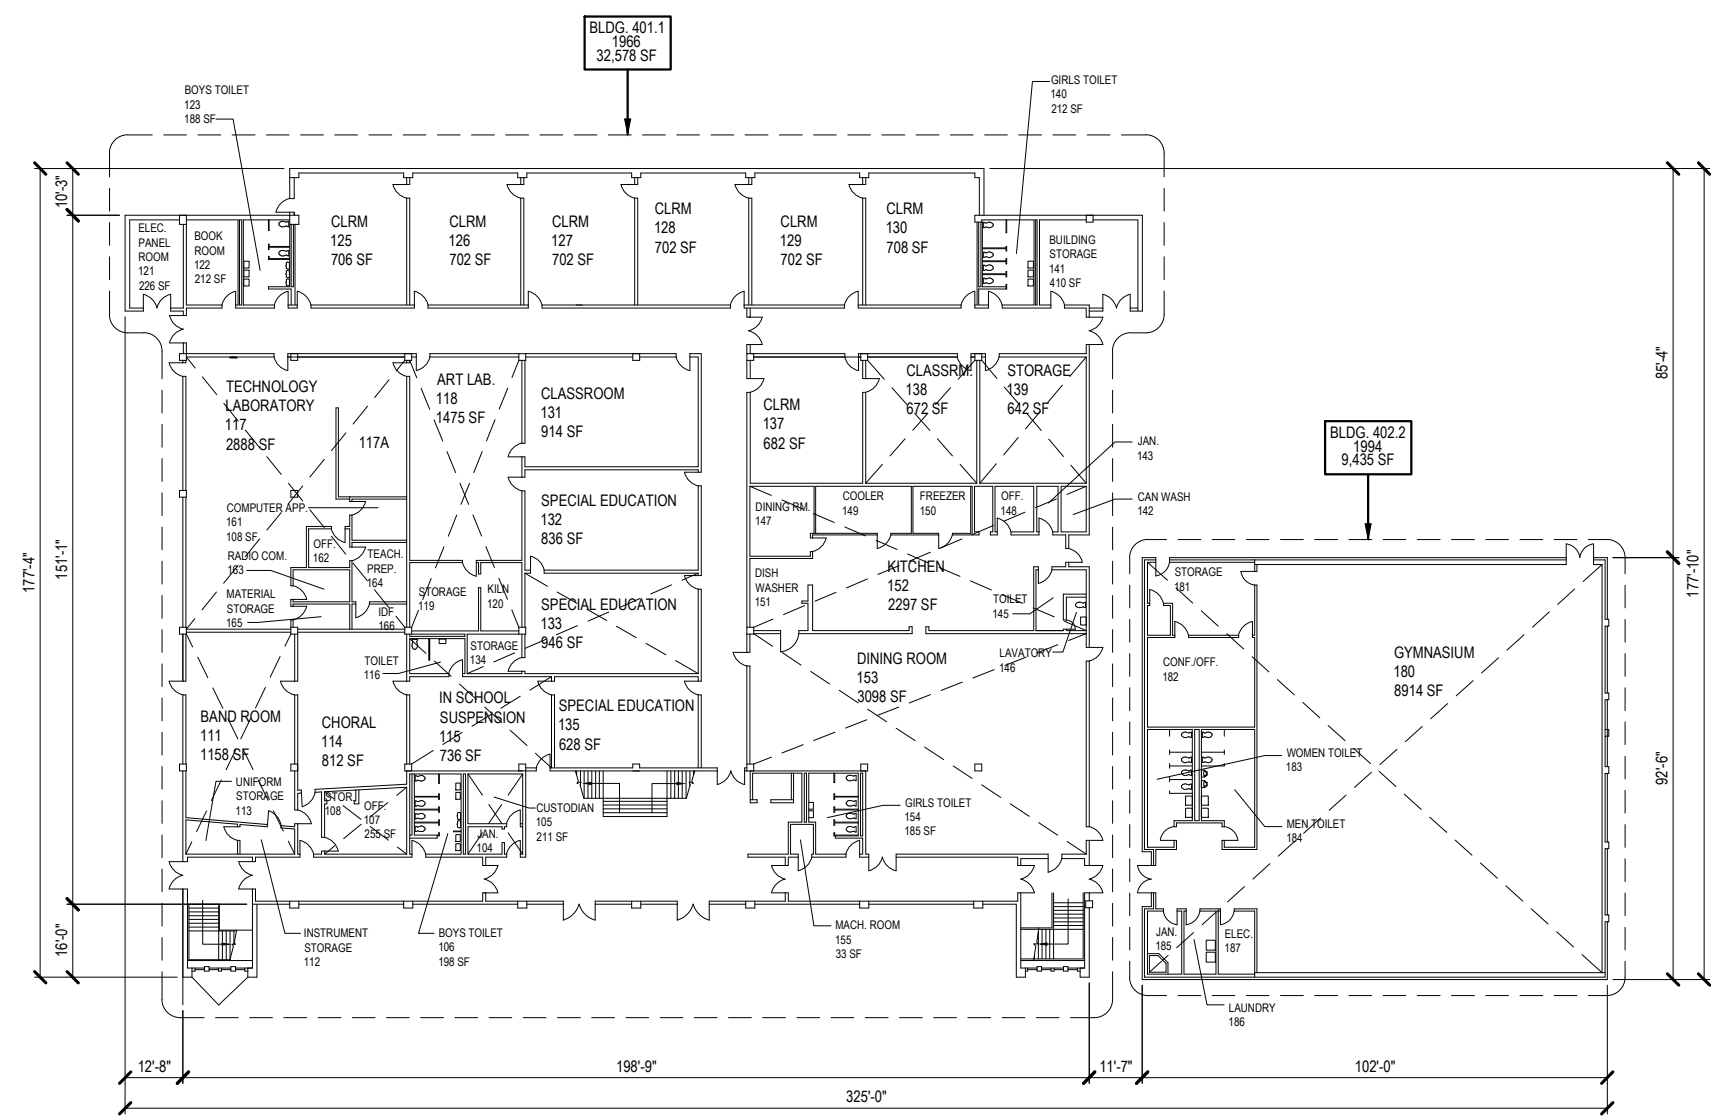 BLDG. 401.1
1966
32,578 SF
BOYS TOILET
123
188 SF
GIRLS TOILET
140
212 SF
10'-3"
177'-4"
151'-1"
16'-0"
ELEC.
PANEL
ROOM
121
226 SF
BOOK
ROOM
122
212 SF
CLRM
125
706 SF
CLRM
126
702 SF
CLRM
127
702 SF
CLRM
128
702 SF
CLRM
129
702 SF
CLRM
130
708 SF
BUILDING
STORAGE
141
410 SF
85'-4"
177'-10"
92'-6"
TECHNOLOGY
LABORATORY
117
2888 SF
117A
ART LAB.
118
1475 SF
CLASSROOM
131
914 SF
CLRM
137
682 SF
CLASSRM.
138
672 SF
STORAGE
139
642 SF
JAN.
143
CAN WASH
142
BLDG. 402.2
1994
9,435 SF
COMPUTER APP.
161
108 SF
OFF.
162
RADIO COM.
163
TEACH.
PREP.
164
MATERIAL
STORAGE
165
IDF
166
SPECIAL EDUCATION
132
836 SF
DINING RM.
147
COOLER
149
FREEZER
150
OFF.
148
STORAGE
119
KILN
120
SPECIAL EDUCATION
133
946 SF
DISH
WASHER
151
KITCHEN
152
2297 SF
TOILET
145
LAVATORY
146
STORAGE
181
CONF./OFF.
182
GYMNASIUM
180
8914 SF
TOILET
116
STORAGE
134
DINING ROOM
153
3098 SF
BAND ROOM
111
1158 SF
CHORAL
114
812 SF
IN SCHOOL
SUSPENSION
115
736 SF
SPECIAL EDUCATION
135
628 SF
UNIFORM
STORAGE
113
STOR.
108
OFF.
107
255 SF
CUSTODIAN
105
211 SF
JAN.
104
GIRLS TOILET
154
185 SF
WOMEN TOILET
183
MEN TOILET
184
INSTRUMENT
STORAGE
112
BOYS TOILET
106
198 SF
MACH. ROOM
155
33 SF
JAN.
185
ELEC.
187
LAUNDRY
186
12'-8"
198'-9"
11'-7"
102'-0"
325'-0"